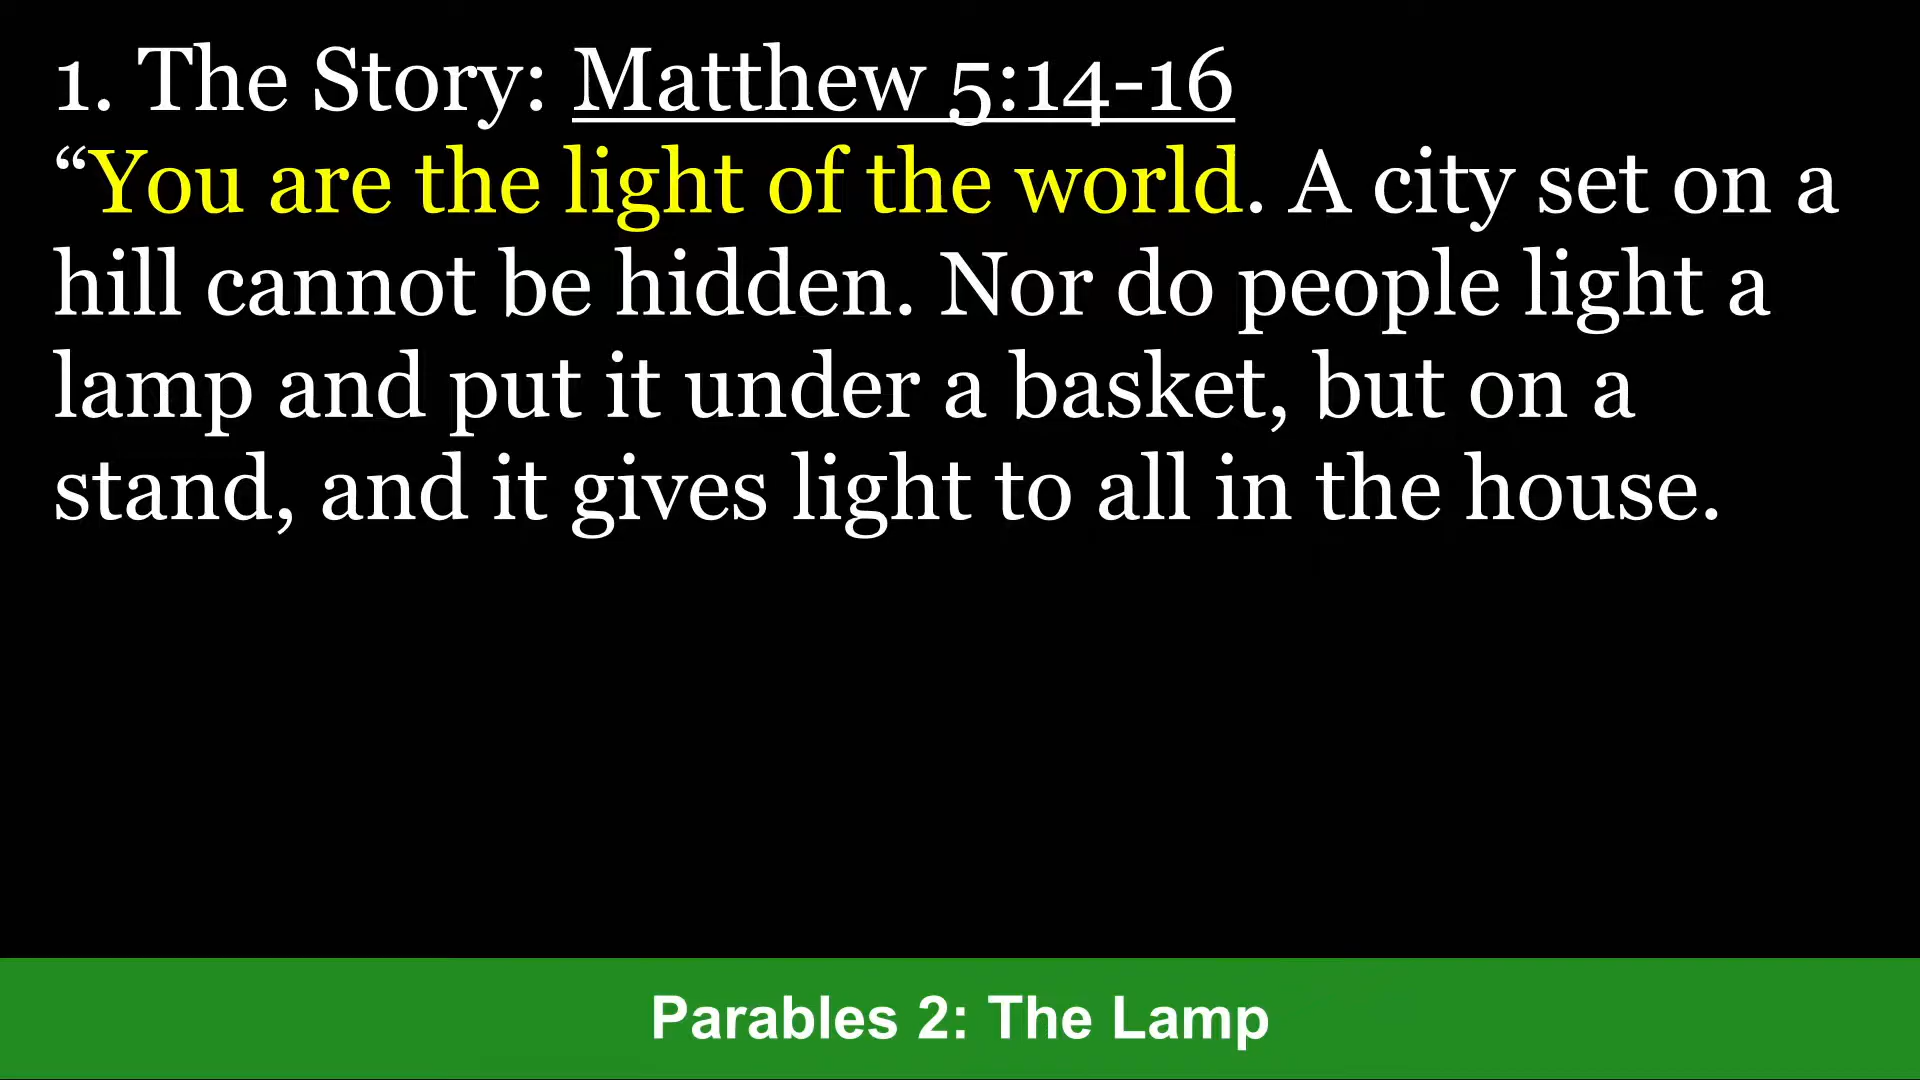 1. The Story: Matthew 5:14-16
“You are the light of the world. A city set on a
hill cannot be hidden. Nor do people light a
lamp and put it under a basket, but on a
stand, and it gives light to all in the house.
Parables 2: The Lamp